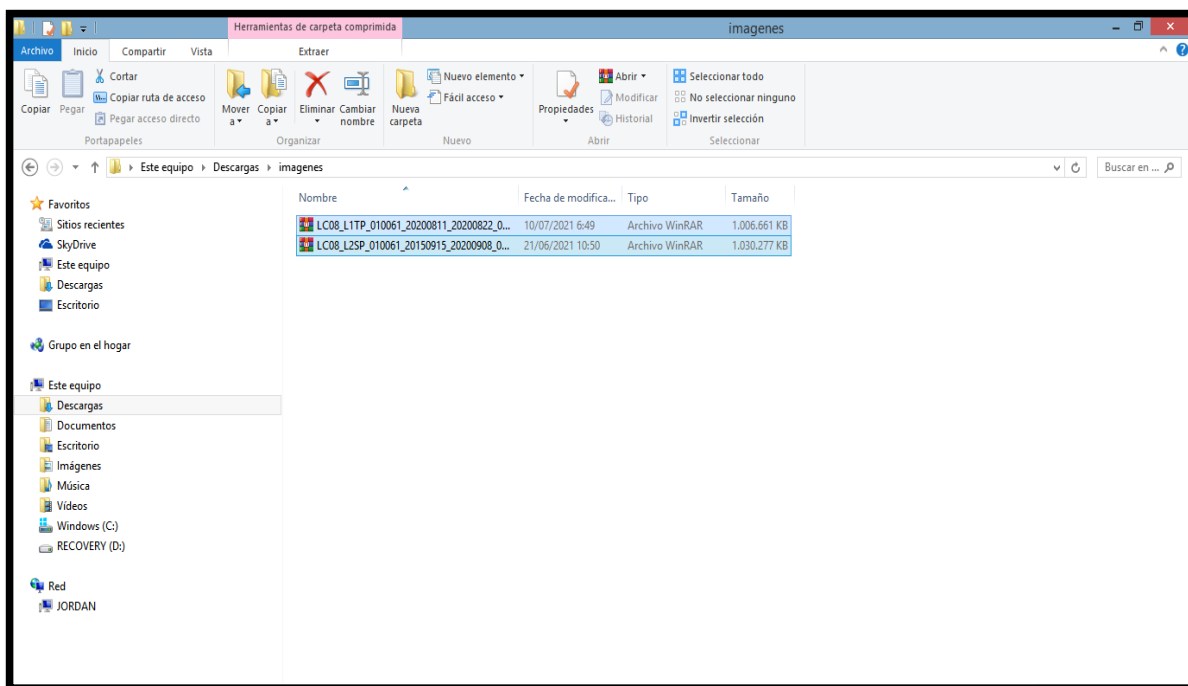 Herramientas de carpeta comprimida
imagenes
Archivo Inicio Compartir Vista Extraer
Copiar
Pegar
Cortar
Copiar ruta de acceso
Pegar acceso directo
Portapapeles
Mover a
Copiar a
Eliminar
Cambiar nombre
Organizar
Nueva carpeta
Nuevo elemento
Fácil acceso
Nuevo
Propiedades
Abrir
Modificar
Historial
Abrir
Seleccionar todo
No seleccionar ninguno
Invertir selección
Seleccionar
Este equipo Descargas imagenes
Buscar en ...
Nombre Fecha de modifica... Tipo Tamaño
LC08_L1TP_010061_20200811_20200822_0... 10/07/2021 6:49 Archivo WinRAR 1.006.661 KB
LC08_L2SP_010061_20150915_20200908_0... 21/06/2021 10:50 Archivo WinRAR 1.030.277 KB
Favoritos
Sitios recientes
SkyDrive
Este equipo
Descargas
Escritorio
Grupo en el hogar
Este equipo
Descargas
Documentos
Escritorio
Imágenes
Música
Vídeos
Windows (C:)
RECOVERY (D:)
Red
JORDAN